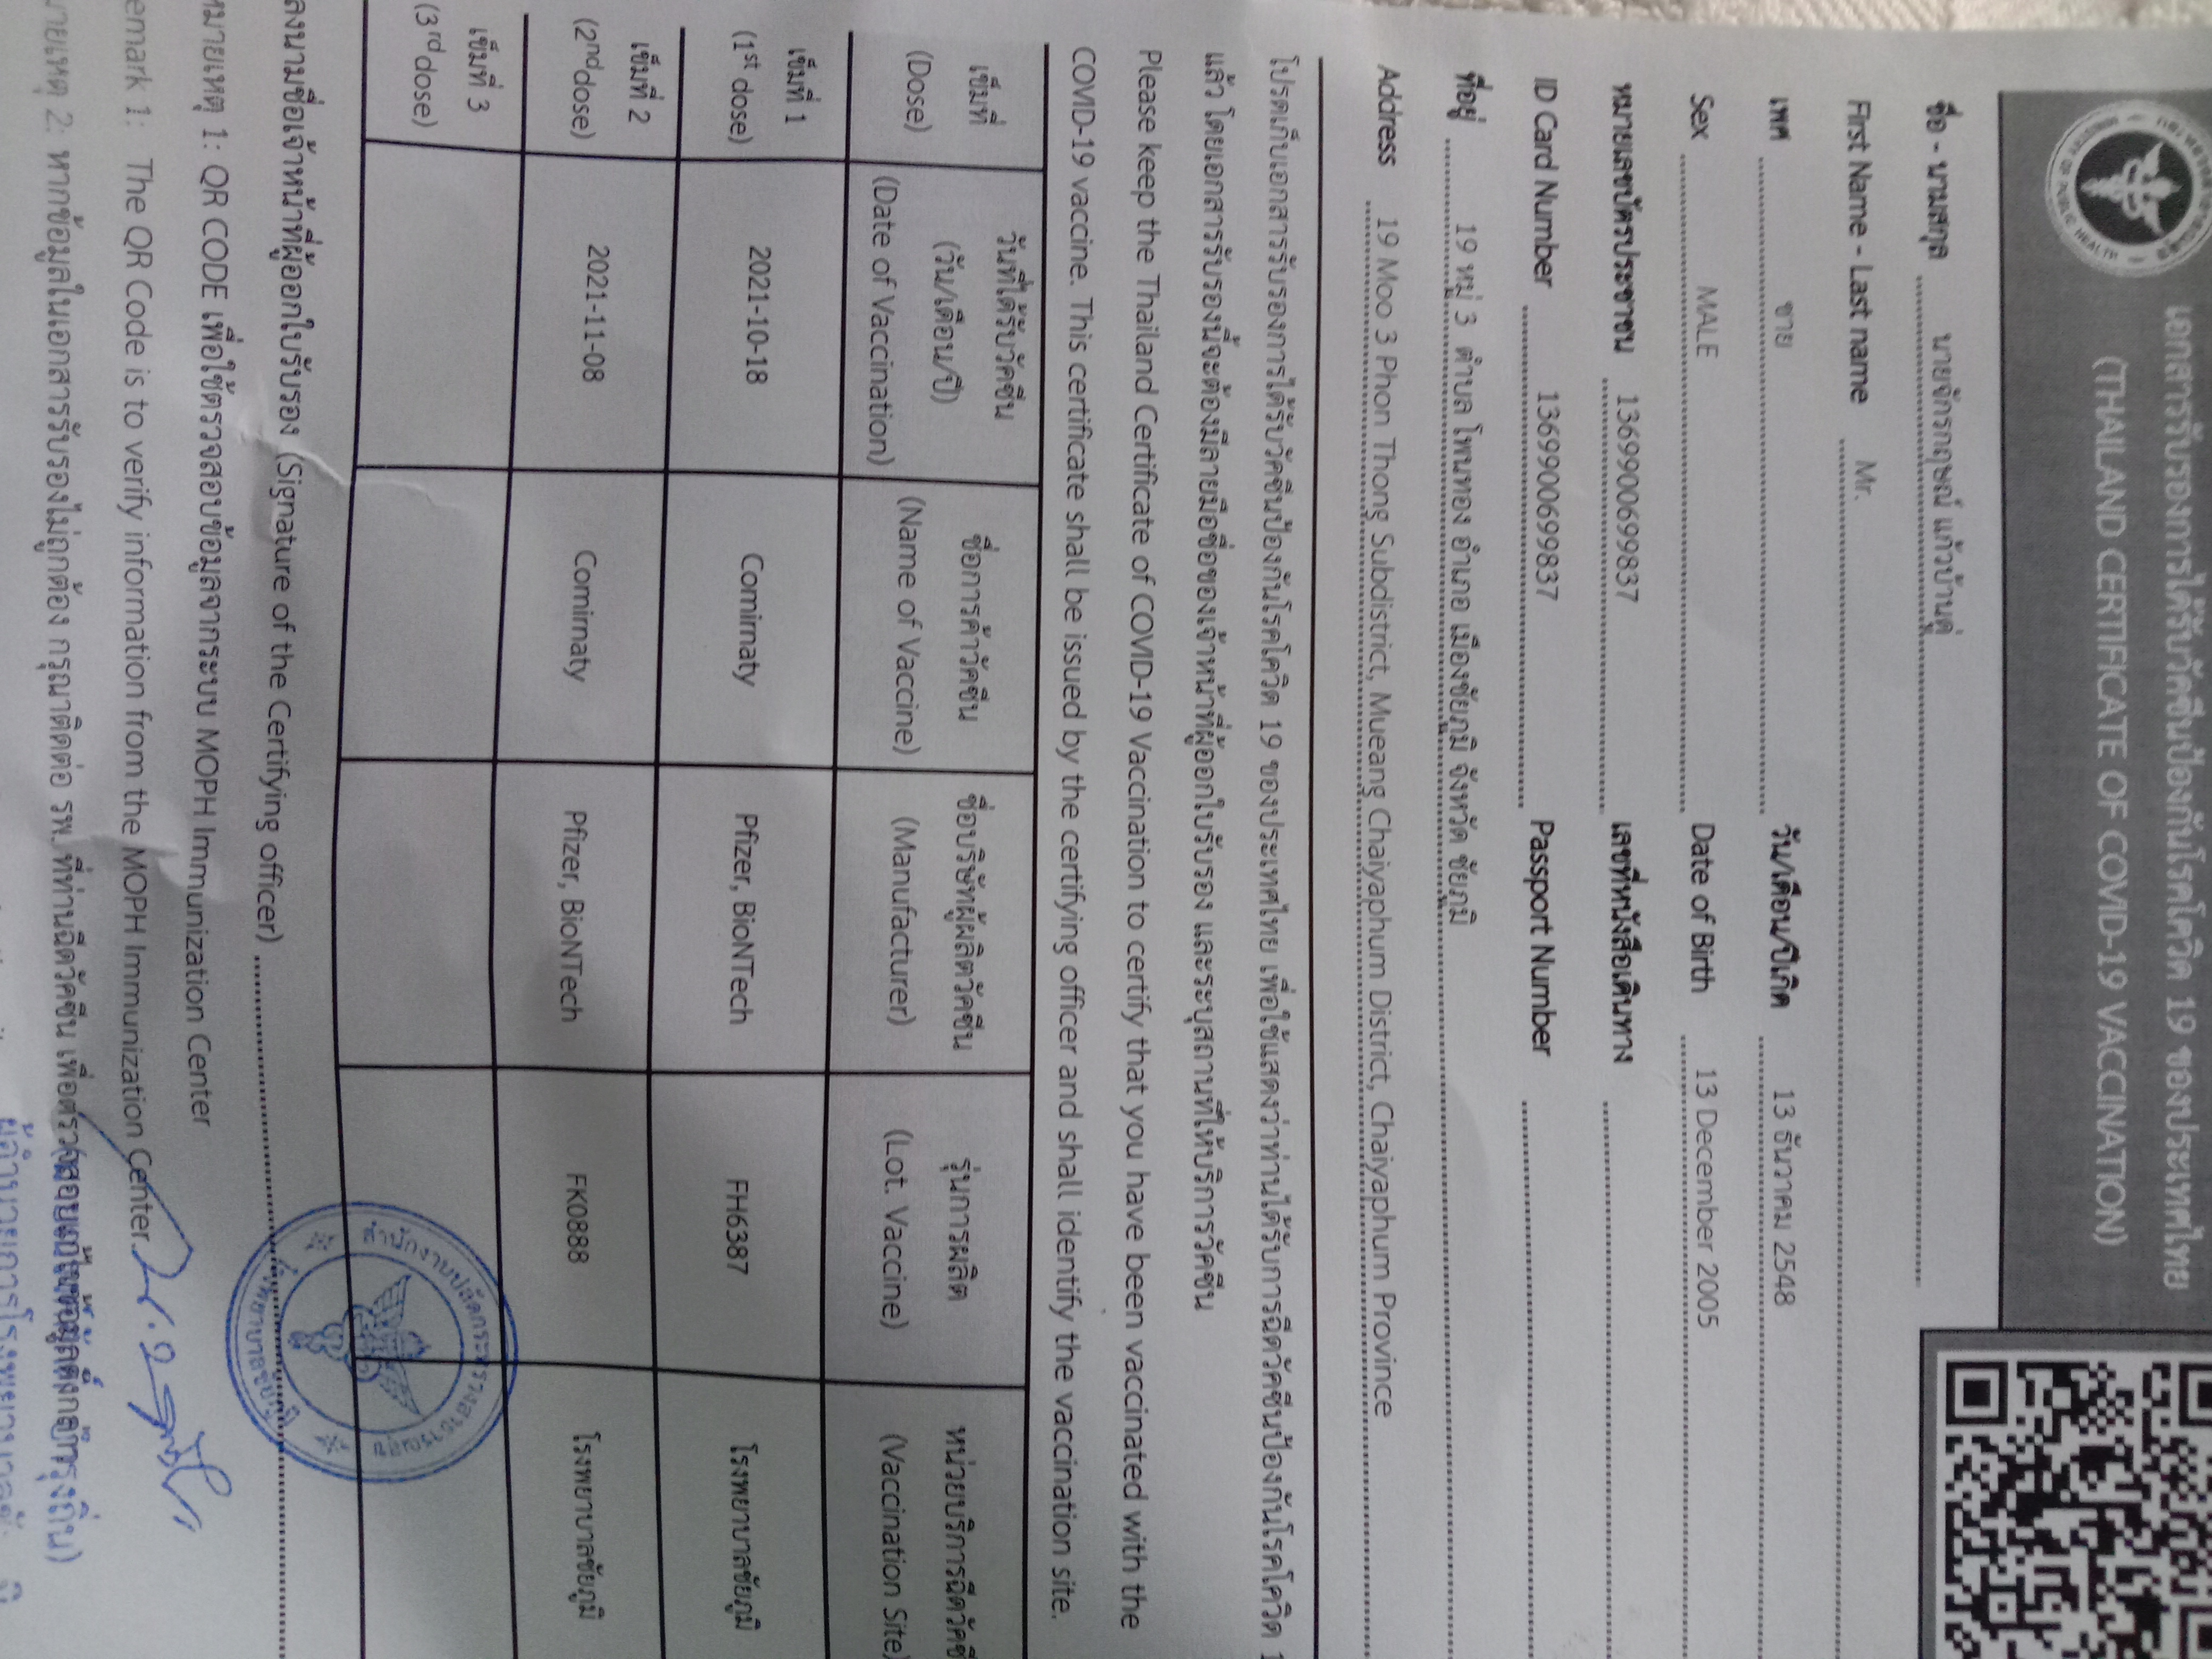 เอกสารรับรองการได้รับวัคซีนป้องกันโรคโควิด 19 ของประเทศไทย
(THAILAND CERTIFICATE OF COVID-19 VACCINATION)
ชื่อ - นามสกุล นายจักรกฤษณ์ แก้วบ้านดู่
First Name - Last name Mr.
เพศ ชาย วัน/เดือน/ปีเกิด 13 ธันวาคม 2548
Sex MALE Date of Birth 13 December 2005
หมายเลขบัตรประชาชน 1369900699837 เลขที่หนังสือเดินทาง
ID Card Number 1369900699837 Passport Number
ที่อยู่ 19 หมู่ 3 ตำบล โพนทอง อำเภอ เมืองชัยภูมิ จังหวัด ชัยภูมิ
Address 19 Moo 3 Phon Thong Subdistrict, Mueang Chaiyaphum District, Chaiyaphum Province
โปรดเก็บเอกสารรับรองการได้รับวัคซีนป้องกันโรคโควิด 19 ของประเทศไทย เพื่อใช้แสดงว่าท่านได้รับการฉีดวัคซีนป้องกันโรคโควิด 1
แล้ว โดยเอกสารรับรองนี้จะต้องมีลายมือชื่อของเจ้าหน้าที่ผู้ออกใบรับรอง และระบุสถานที่ให้บริการวัคซีน
Please keep the Thailand Certificate of COVID-19 Vaccination to certify that you have been vaccinated with the
COVID-19 vaccine. This certificate shall be issued by the certifying officer and shall identify the vaccination site.
เข็มที่ วันที่ได้รับวัคซีน ชื่อการค้าวัคซีน ชื่อบริษัทผู้ผลิตวัคซีน รุ่นการผลิต หน่วยบริการฉีดวัคซี
(Dose) (วัน/เดือน/ปี) (Name of Vaccine) (Manufacturer) (Lot. Vaccine) (Vaccination Site)
(Date of Vaccination)
เข็มที่ 1
(1st dose) 2021-10-18 Comirnaty Pfizer, BioNTech FH6387 โรงพยาบาลชัยภูมิ
เข็มที่ 2
(2nd dose) 2021-11-08 Comirnaty Pfizer, BioNTech FK0888 โรงพยาบาลชัยภูมิ
เข็มที่ 3
(3rd dose)
สำนักงานปลัดกระทรวงสาธารณสุข
โรงพยาบาลชัยภูมิ
ลงนามชื่อเจ้าหน้าที่ผู้ออกใบรับรอง (Signature of the Certifying officer)
หมายเหตุ 1: QR CODE เพื่อใช้ตรวจสอบข้อมูลจากระบบ MOPH Immunization Center
emark 1: The QR Code is to verify information from the MOPH Immunization Center
ายเหตุ 2: หากข้อมูลในเอกสารรับรองไม่ถูกต้อง กรุณาติดต่อ รพ. ที่ท่านฉีดวัคซีน เพื่อตรวจสอบ
ผู้อำนวยการโรงพยาบาล